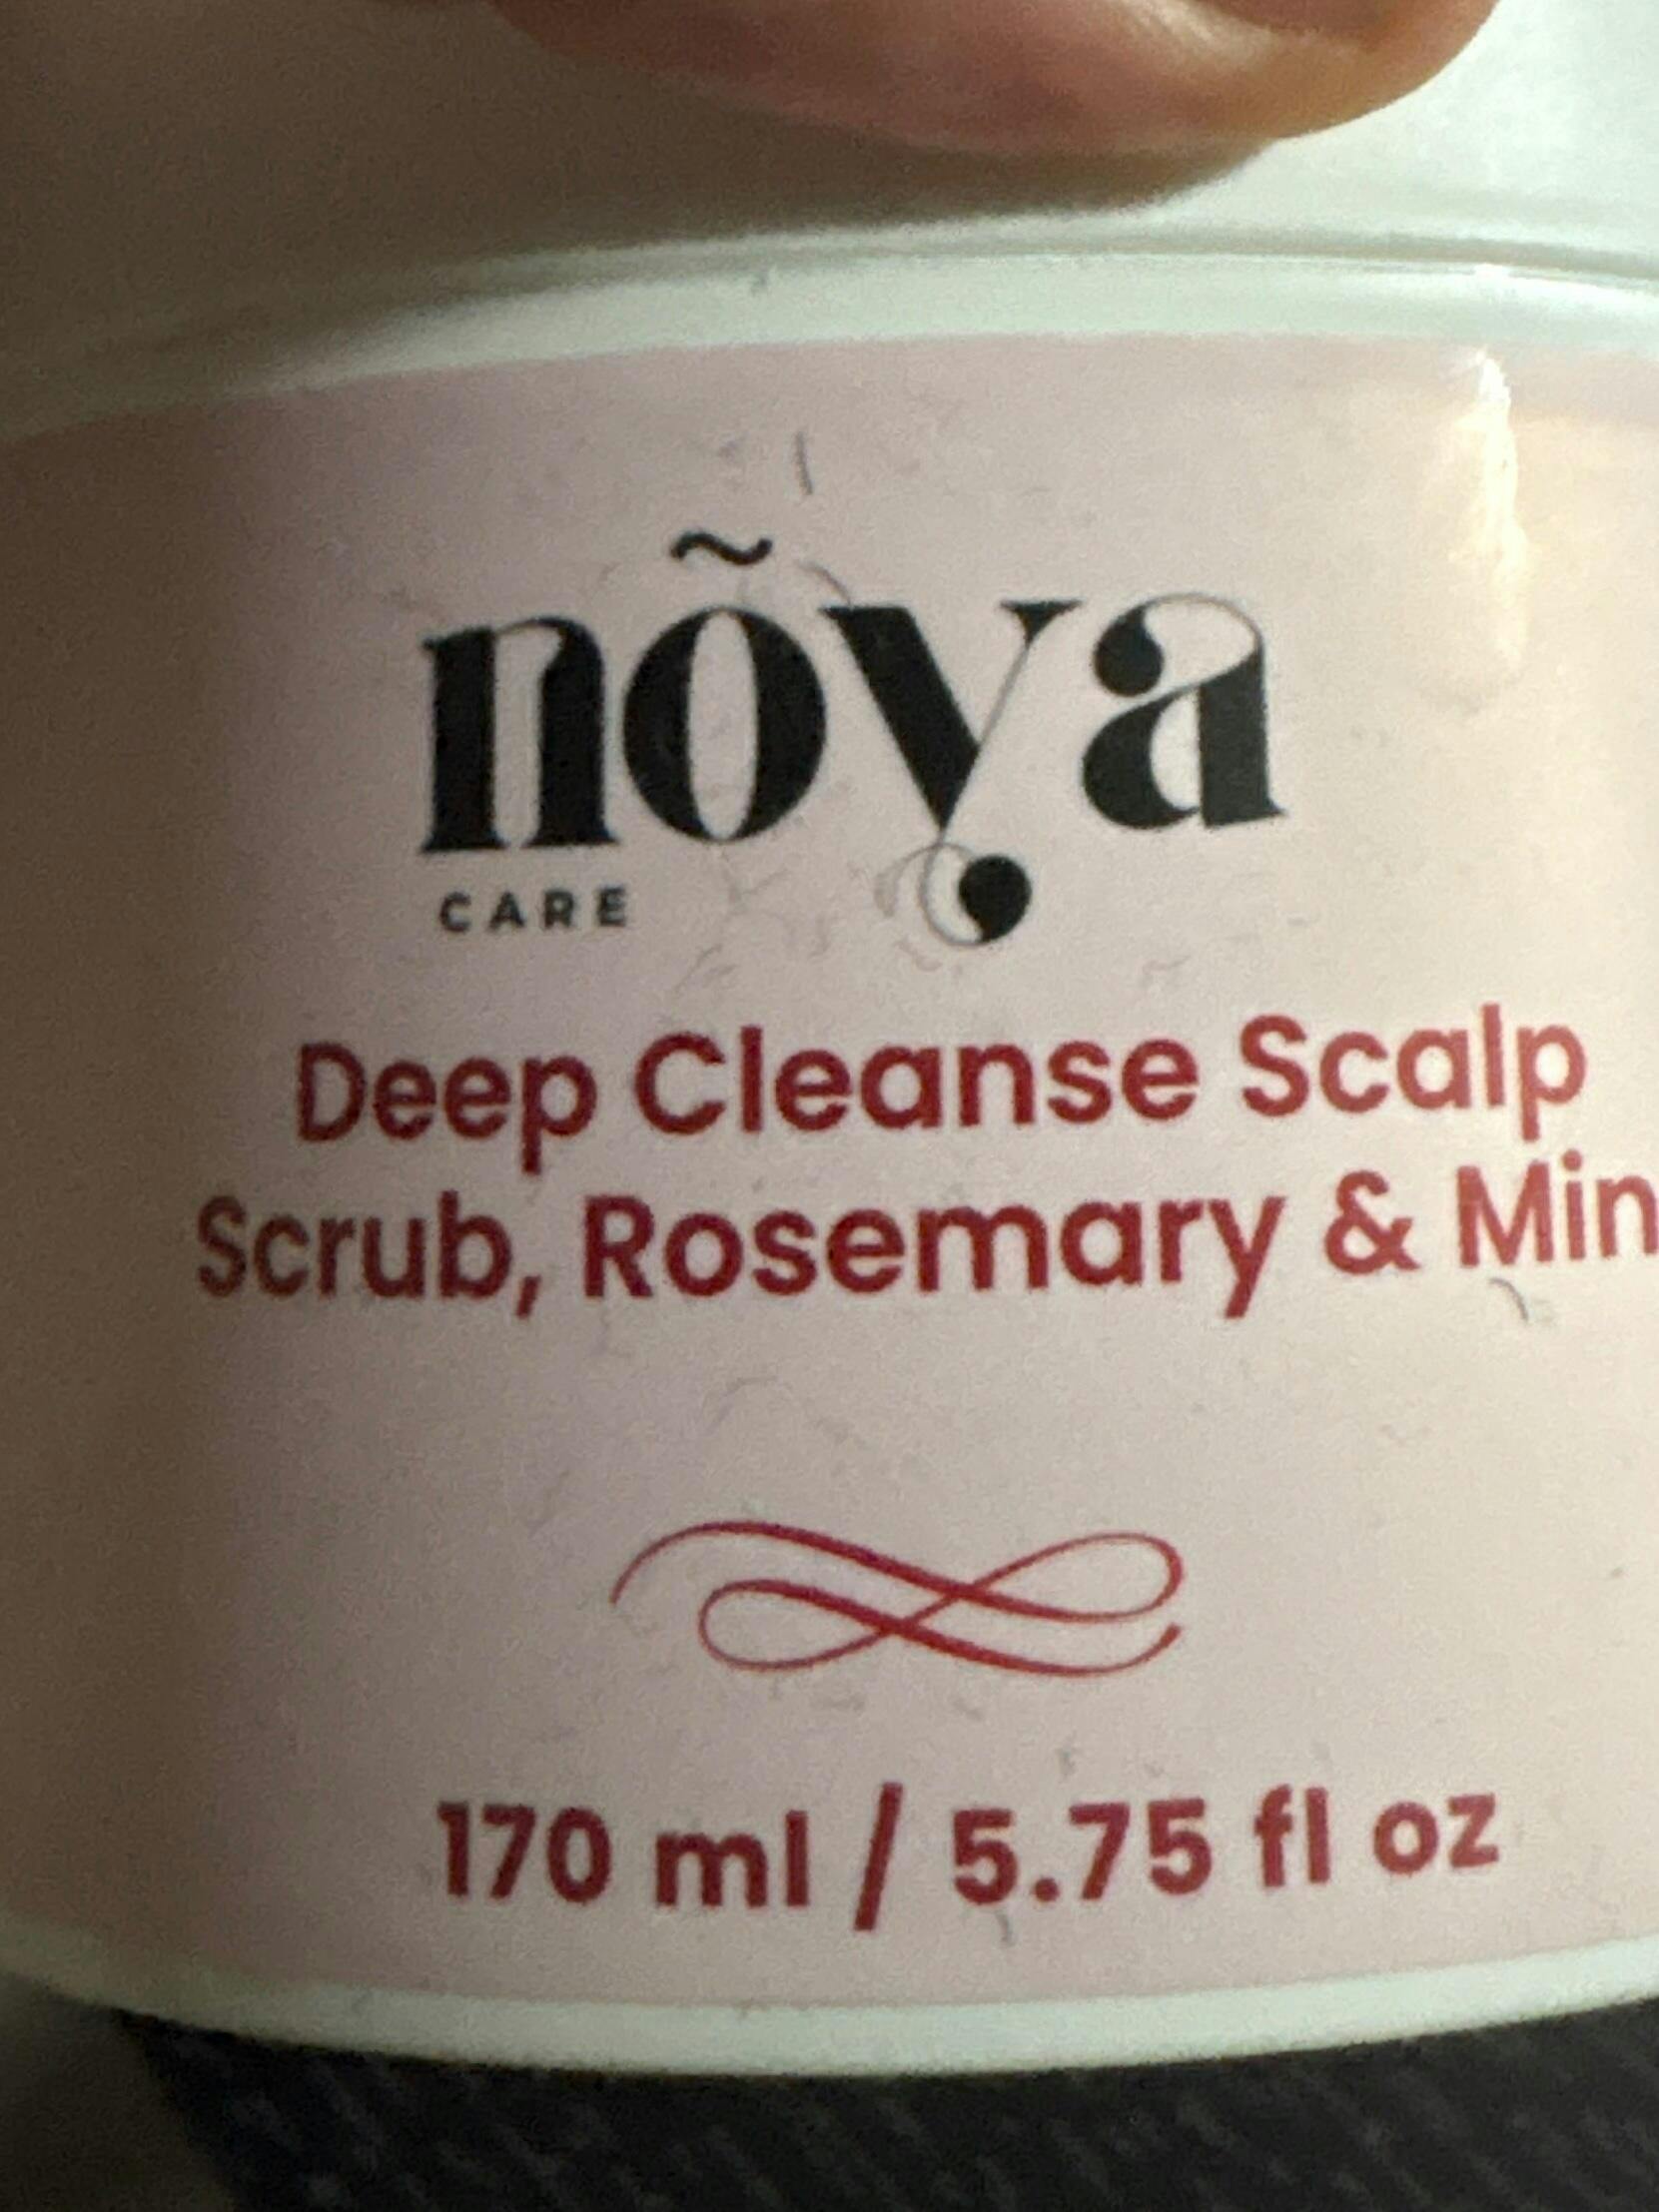 nõya
CARE
Deep Cleanse Scalp
Scrub, Rosemary & Min
170 ml / 5.75 fl oz